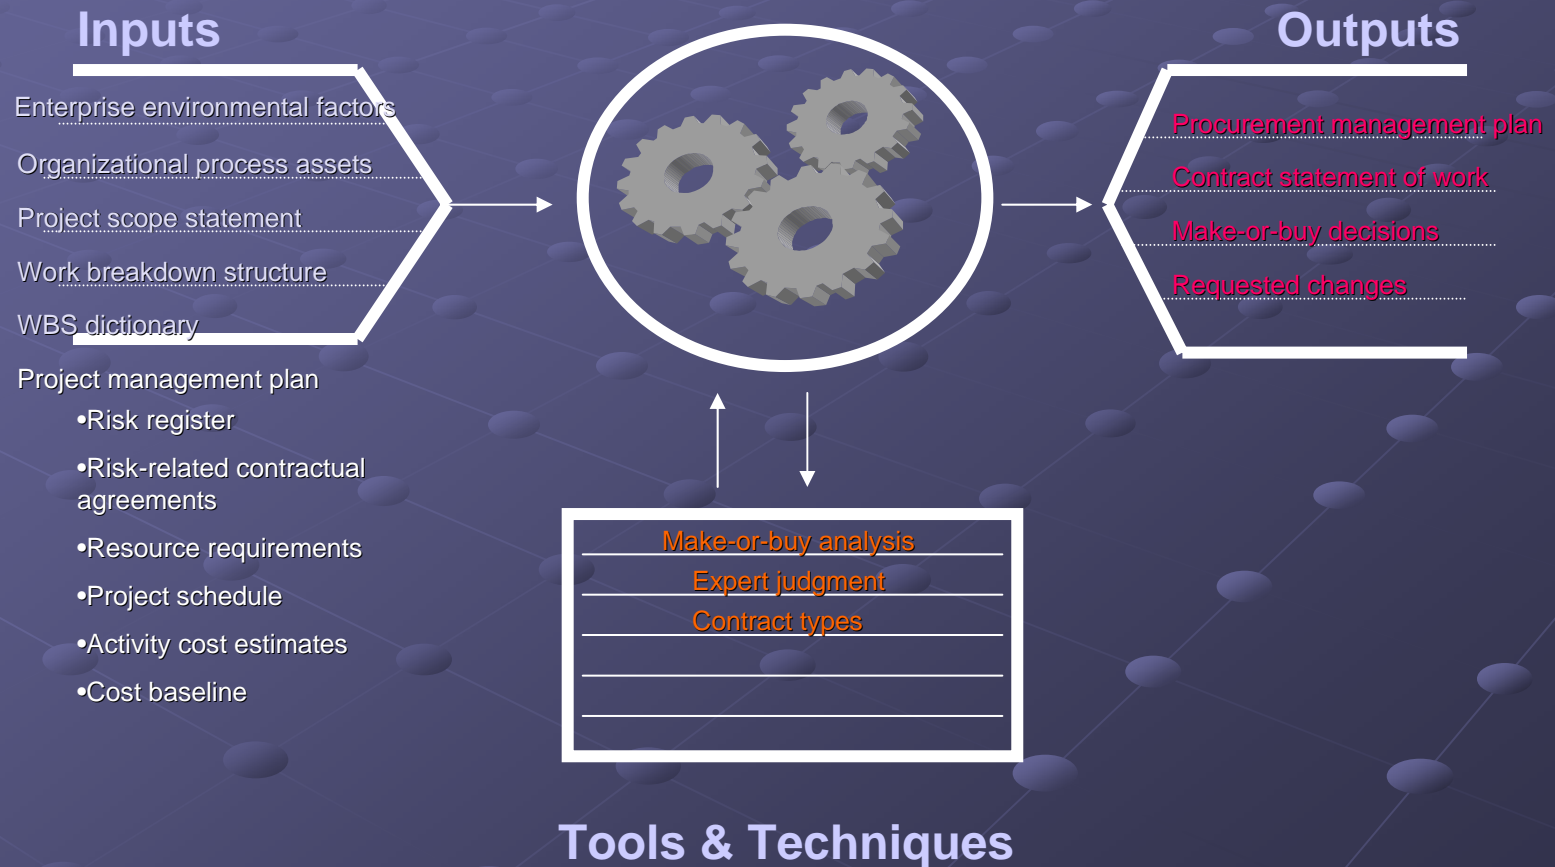 Inputs
Enterprise environmental factors
Organizational process assets
Project scope statement
Work breakdown structure
WBS dictionary
Project management plan
•Risk register
•Risk-related contractual
agreements
•Resource requirements
•Project schedule
•Activity cost estimates
•Cost baseline
Outputs
Procurement management plan
Contract statement of work
Make-or-buy decisions
Requested changes
Make-or-buy analysis
Expert judgment
Contract types
Tools & Techniques